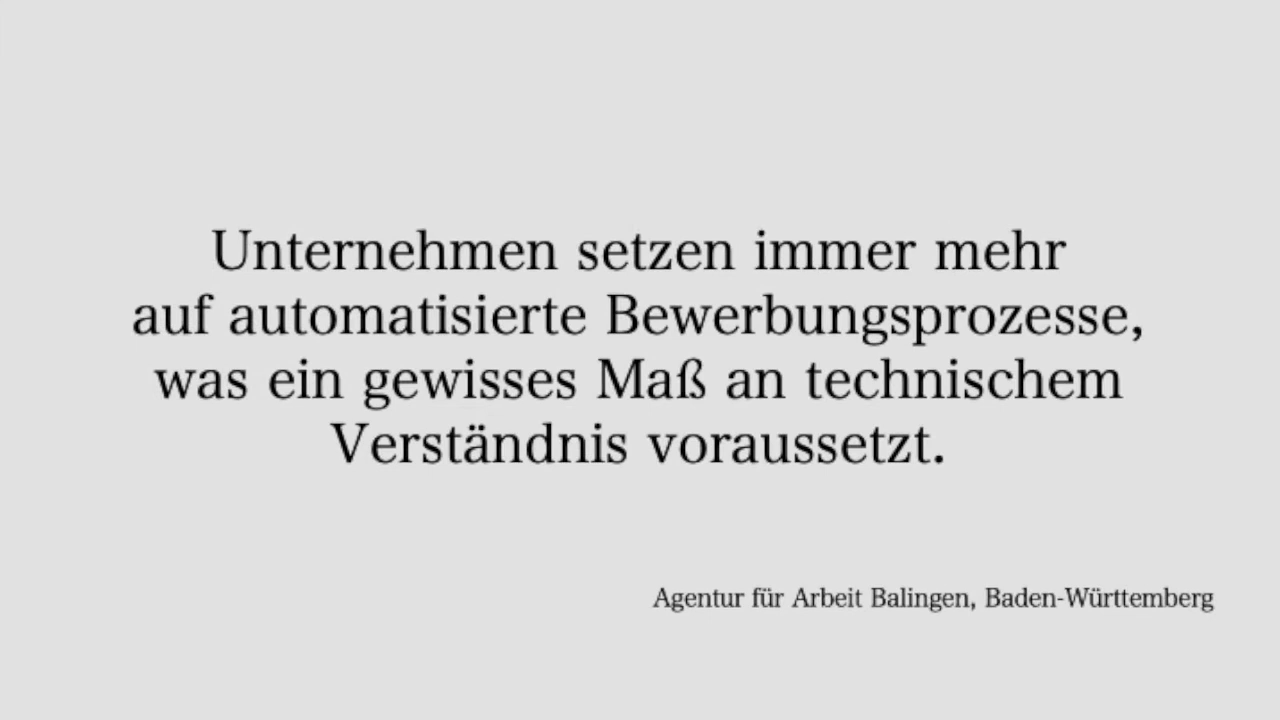 Unternehmen setzen immer mehr
auf automatisierte Bewerbungsprozesse,
was ein gewisses Maß an technischem
Verständnis voraussetzt.
Agentur für Arbeit Balingen, Baden-Württemberg